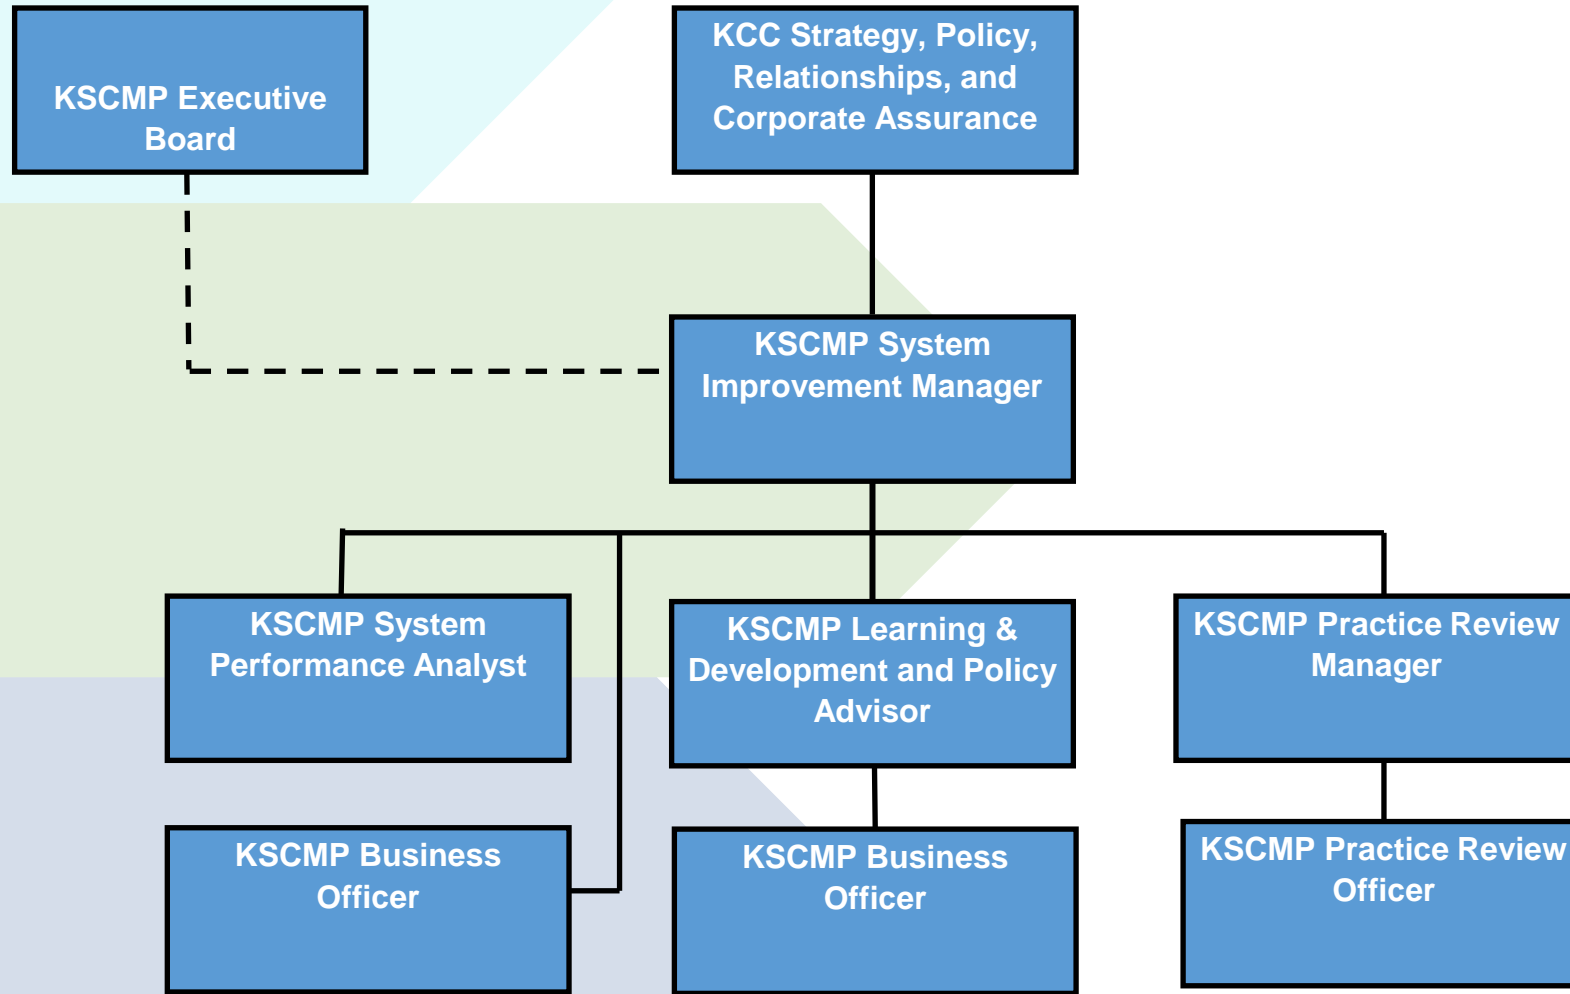 KSCMP Executive
Board
KCC Strategy, Policy,
Relationships, and
Corporate Assurance
KSCMP System
Improvement Manager
KSCMP System
Performance Analyst
KSCMP Learning &
Development and Policy
Advisor
KSCMP Practice Review
Manager
KSCMP Business
Officer
KSCMP Business
Officer
KSCMP Practice Review
Officer